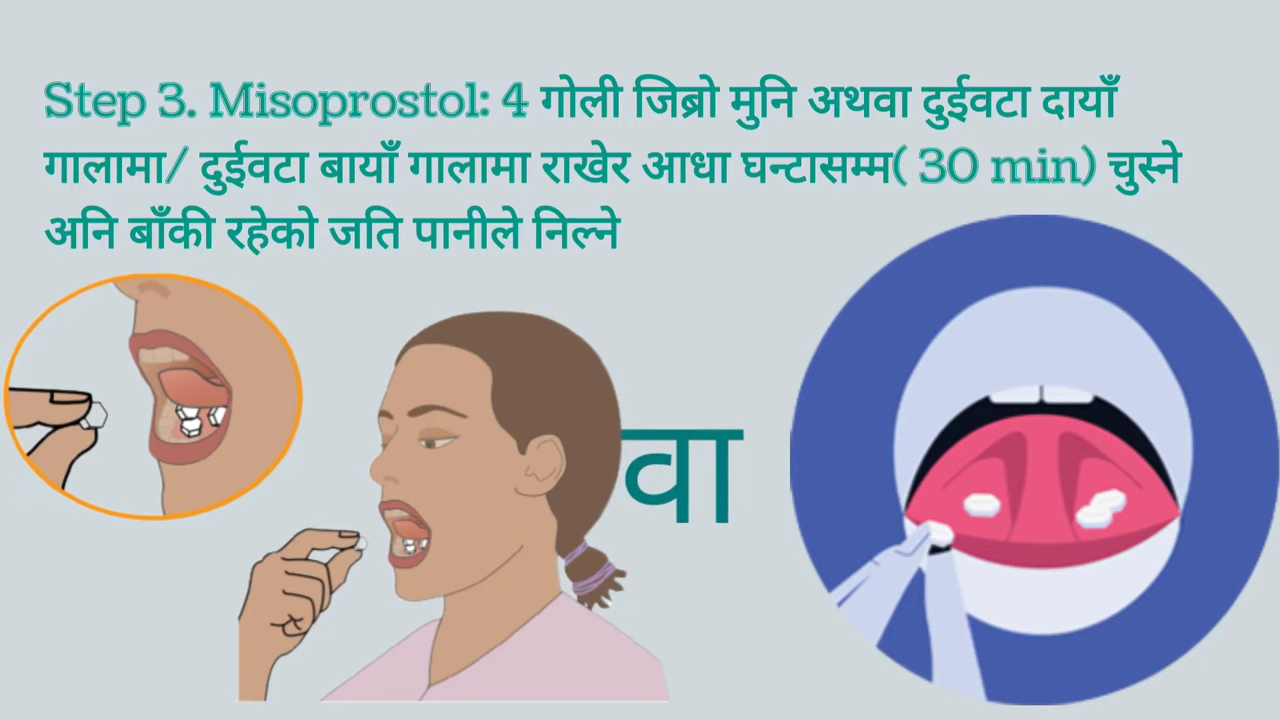 Step 3. Misoprostol: 4 गोली जिब्रो मुनि अथवा दुईवटा दायाँ
गालामा/ दुईवटा बायाँ गालामा राखेर आधा घन्टासम्म( 30 min) चुस्ने
अनि बाँकी रहेको जति पानीले निल्ने
वा